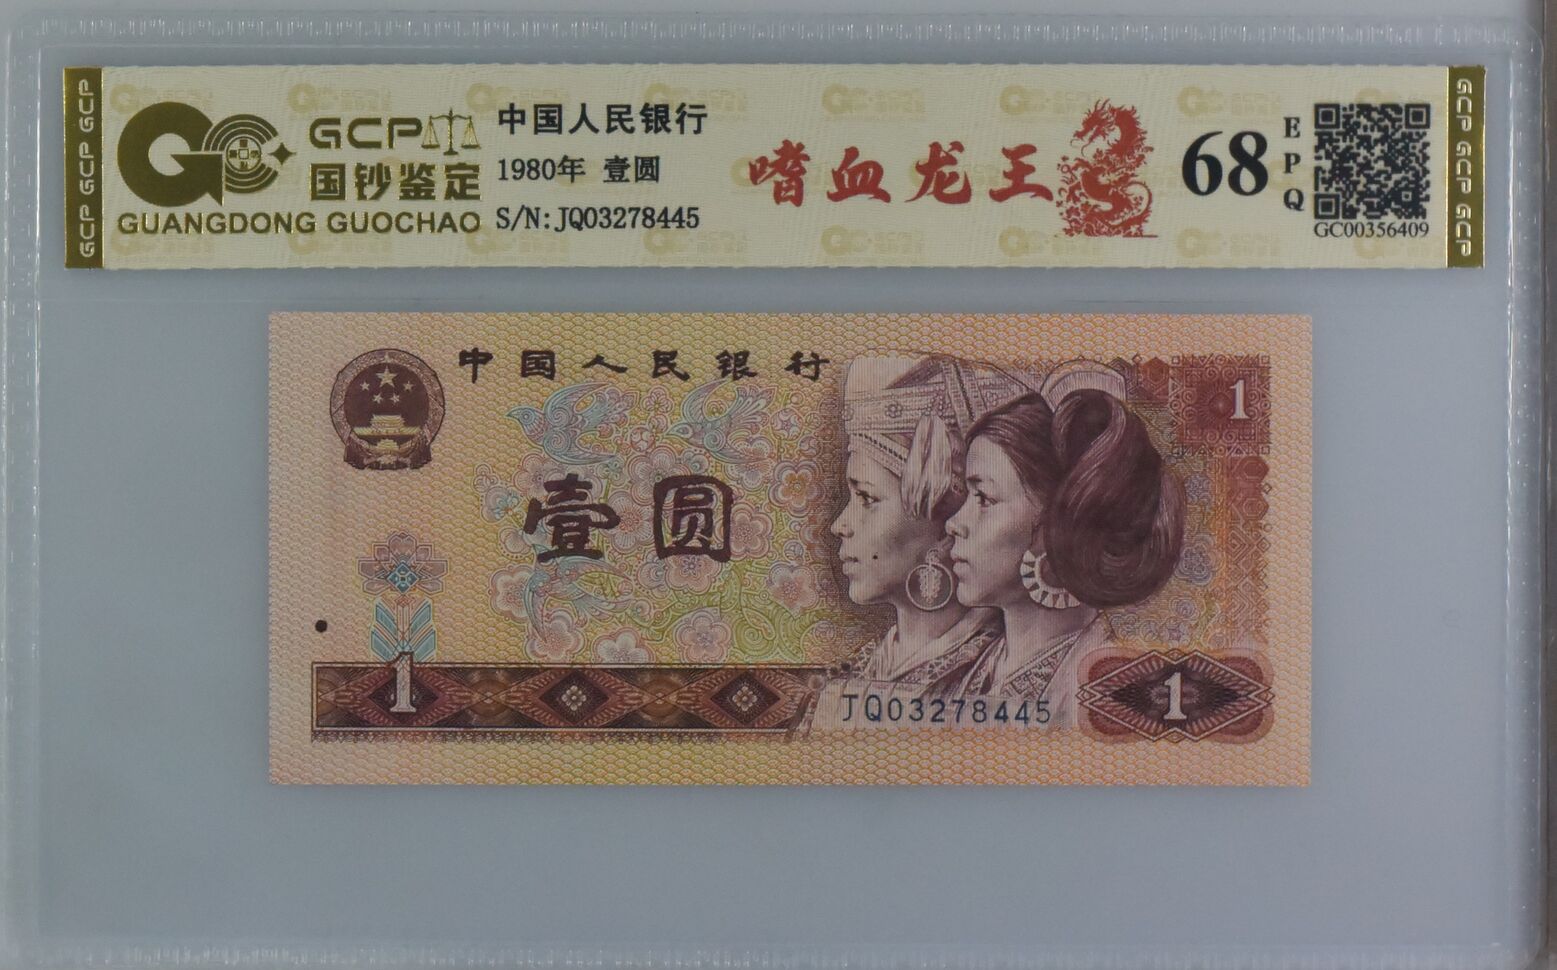 GCP GCP GCP
GCP
国钞鉴定
GUANGDONG GUOCHAO
中国人民银行
1980年 壹圆
S/N:JQ03278445
嗜血龙王
68
EPQ
GC00356409
GCP GCP GCP
中国人民银行
1
壹圆
1
JQ03278445
1